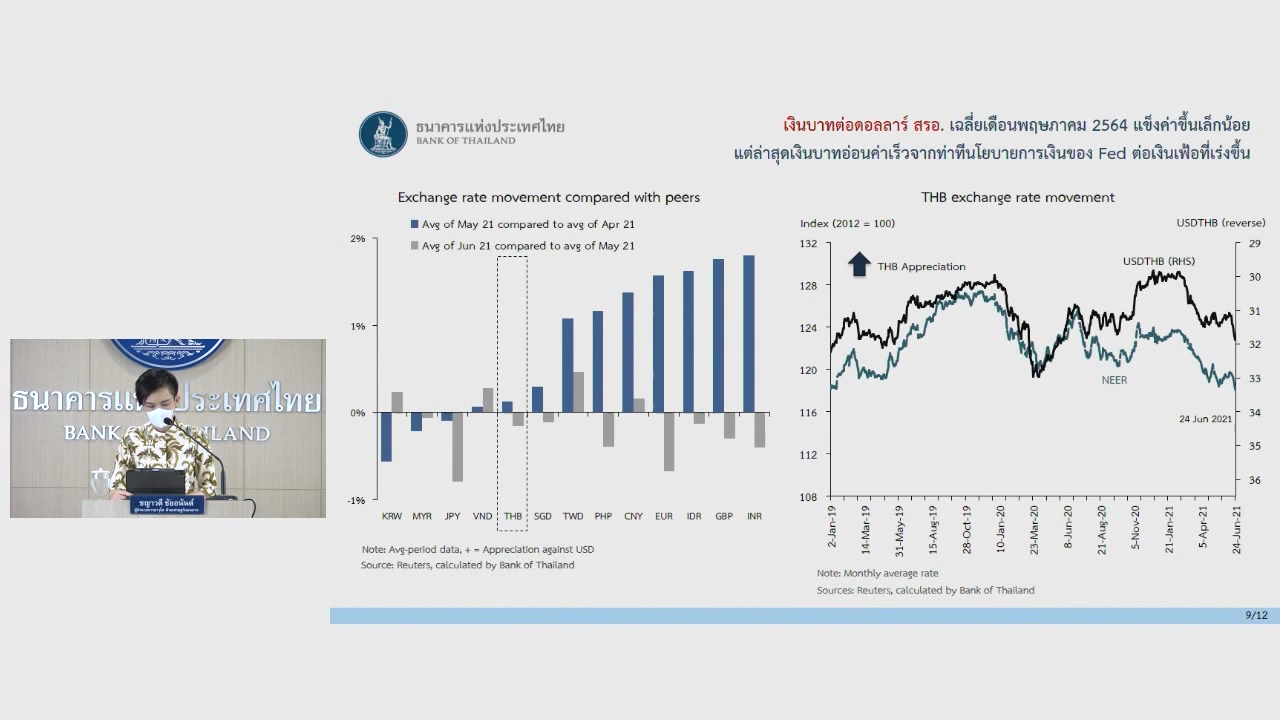 ธนาคารแห่งประเทศไทย
BANK OF THAILAND
เงินบาทต่อดอลลาร์ สรอ. เฉลี่ยเดือนพฤษภาคม 2564 แข็งค่าขึ้นเล็กน้อย
แต่ล่าสุดเงินบาทอ่อนค่าเร็วจากท่าทีนโยบายการเงินของ Fed ต่อเงินเฟ้อที่เร่งขึ้น
Exchange rate movement compared with peers
Avg of May 21 compared to avg of Apr 21
Avg of Jun 21 compared to avg of May 21
2%
1%
0%
-1%
KRW MYR JPY VND THB SGD TWD PHP CNY EUR IDR GBP INR
Note: Avg-period data, + = Appreciation against USD
Source: Reuters, calculated by Bank of Thailand
THB exchange rate movement
Index (2012 = 100)
USDTHB (reverse)
THB Appreciation
USDTHB (RHS)
NEER
24 Jun 2021
132
128
124
120
116
112
108
29
30
31
32
33
34
35
36
2-Jan-19
14-Mar-19
31-May-19
15-Aug-19
28-Oct-19
10-Jan-20
23-Mar-20
8-Jun-20
21-Aug-20
5-Nov-20
21-Jan-21
5-Apr-21
24-Jun-21
Note: Monthly average rate
Sources: Reuters, calculated by Bank of Thailand
9/12
ธนาคารแ ประเทศไทย
BANK ILAND
ชญาวดี ชัยอนันต์